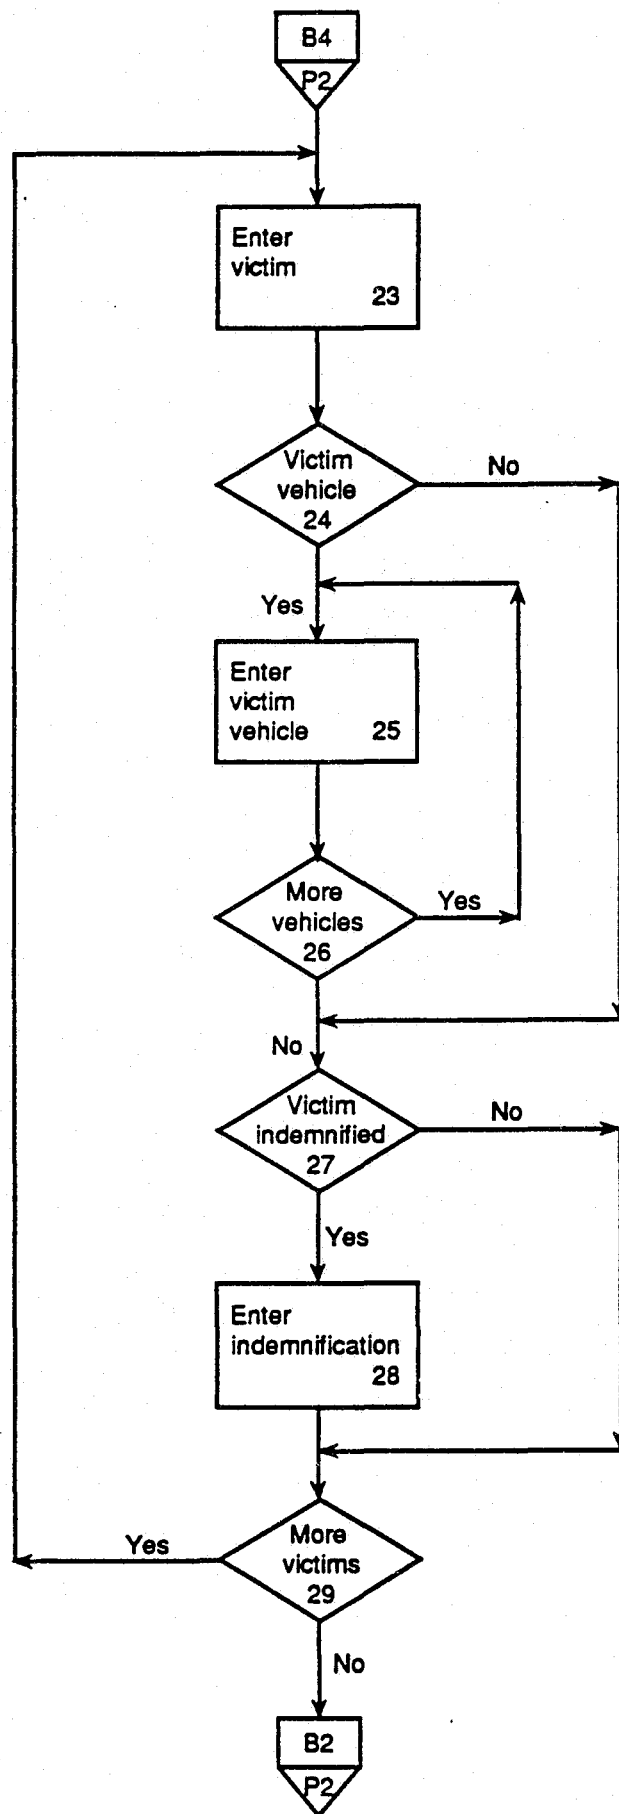 B4
P2
Enter
victim
23
Victim
vehicle
24
No
Yes
Enter
victim
vehicle 25
More
vehicles
26
Yes
No
Victim
indemnified
27
No
Yes
Enter
indemnification
28
More
victims
29
Yes
No
B2
P2